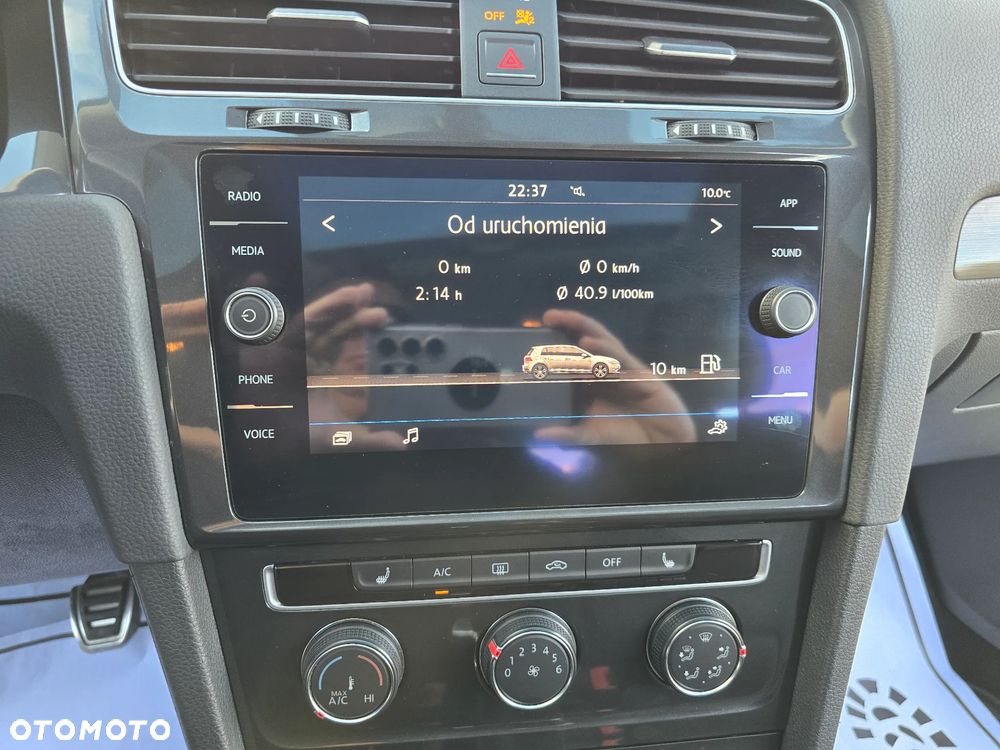 OFF
RADIO
MEDIA
PHONE
VOICE
22:37
10.0°C
Od uruchomienia
0 km
Ø 0 km/h
2:14 h
Ø 40.9 l/100km
10 km
APP
SOUND
CAR
MENU
A/C
OFF
MAX
A/C
HI
0 1 2 3 4 5 6
OTOMOTO